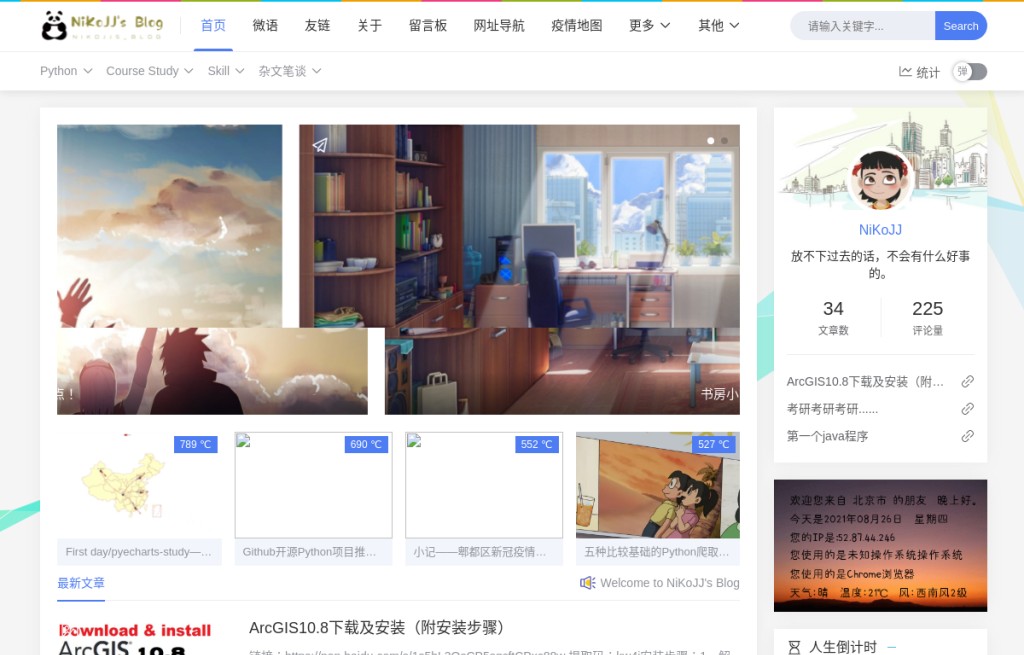 NiKoJJ's Blog
NIKOJJS_BLOG
首页 微语 友链 关于 留言板 网址导航 疫情地图 更多 其他
请输入关键字...
Search
Python Course Study Skill 杂文笔谈
统计
弹
点！
书房小
789 ℃
690 ℃
552 ℃
527 ℃
First day/pyecharts-study—...
Github开源Python项目推...
小记——郫都区新冠疫情...
五种比较基础的Python爬取...
最新文章
Welcome to NiKoJJ's Blog
Download & install
ArcGIS 10.8
ArcGIS10.8下载及安装（附安装步骤）
NiKoJJ
放不下过去的话，不会有什么好事
的。
34
文章数
225
评论量
ArcGIS10.8下载及安装（附...
考研考研考研......
第一个java程序
欢迎您来自 北京市 的朋友 晚上好。
今天是2021年08月26日 星期四
您的IP是:52.87.44.246
您使用的是未知操作系统操作系统
您使用的是Chrome浏览器
天气:晴 温度:21℃ 风:西南风2级
人生倒计时